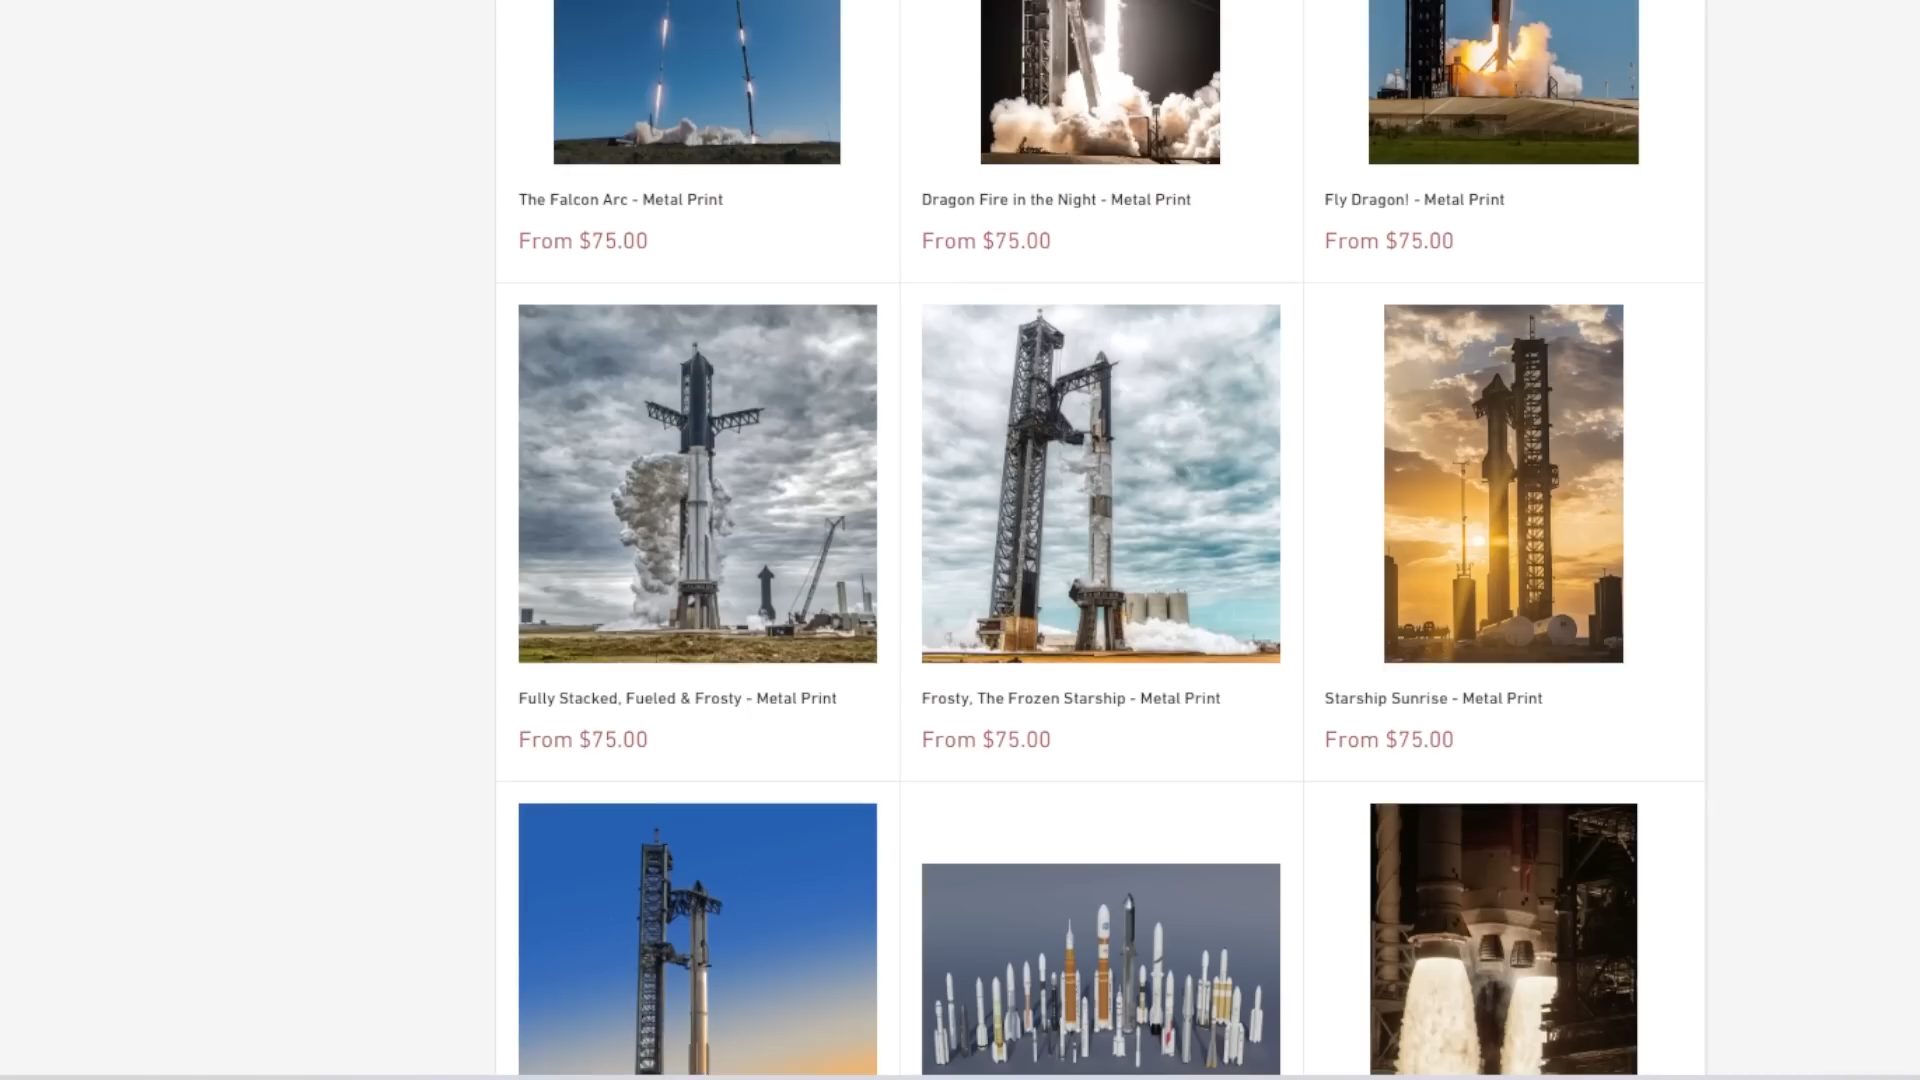 The Falcon Arc - Metal Print
From $75.00
Dragon Fire in the Night - Metal Print
From $75.00
Fly Dragon! - Metal Print
From $75.00
Fully Stacked, Fueled & Frosty - Metal Print
From $75.00
Frosty, The Frozen Starship - Metal Print
From $75.00
Starship Sunrise - Metal Print
From $75.00